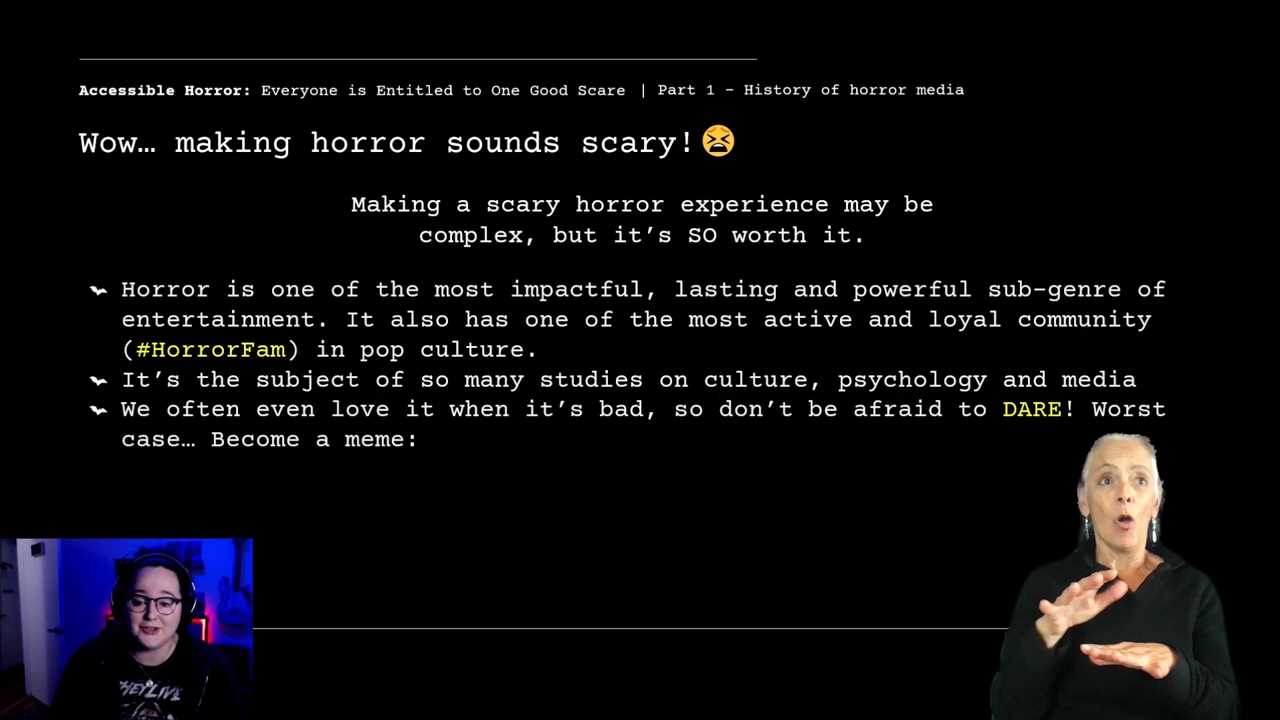 Accessible Horror: Everyone is Entitled to One Good Scare | Part 1 – History of horror media
Wow… making horror sounds scary!😫
Making a scary horror experience may be
complex, but it’s SO worth it.
Horror is one of the most impactful, lasting and powerful sub-genre of
entertainment. It also has one of the most active and loyal community
(#HorrorFam) in pop culture.
It’s the subject of so many studies on culture, psychology and media
We often even love it when it’s bad, so don’t be afraid to DARE! Worst
case… Become a meme:
THEY LIVE